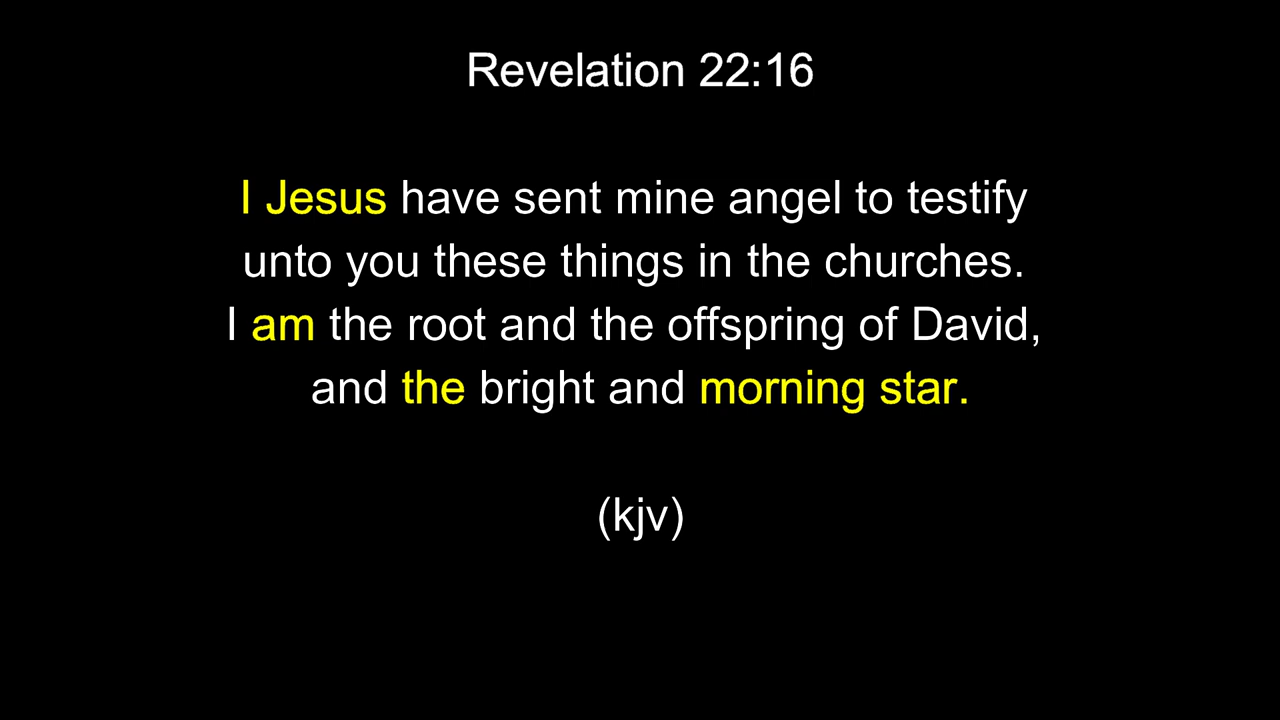 Revelation 22:16
I Jesus have sent mine angel to testify
unto you these things in the churches.
I am the root and the offspring of David,
and the bright and morning star.
(kjv)